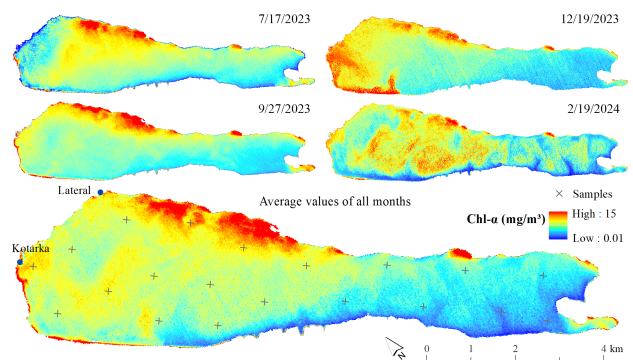 7/17/2023
12/19/2023
9/27/2023
2/19/2024
Lateral
Average values of all months
× Samples
Chl-α (mg/m³)
High : 15
Low : 0.01
Kotarka
N
0 1 2 4 km